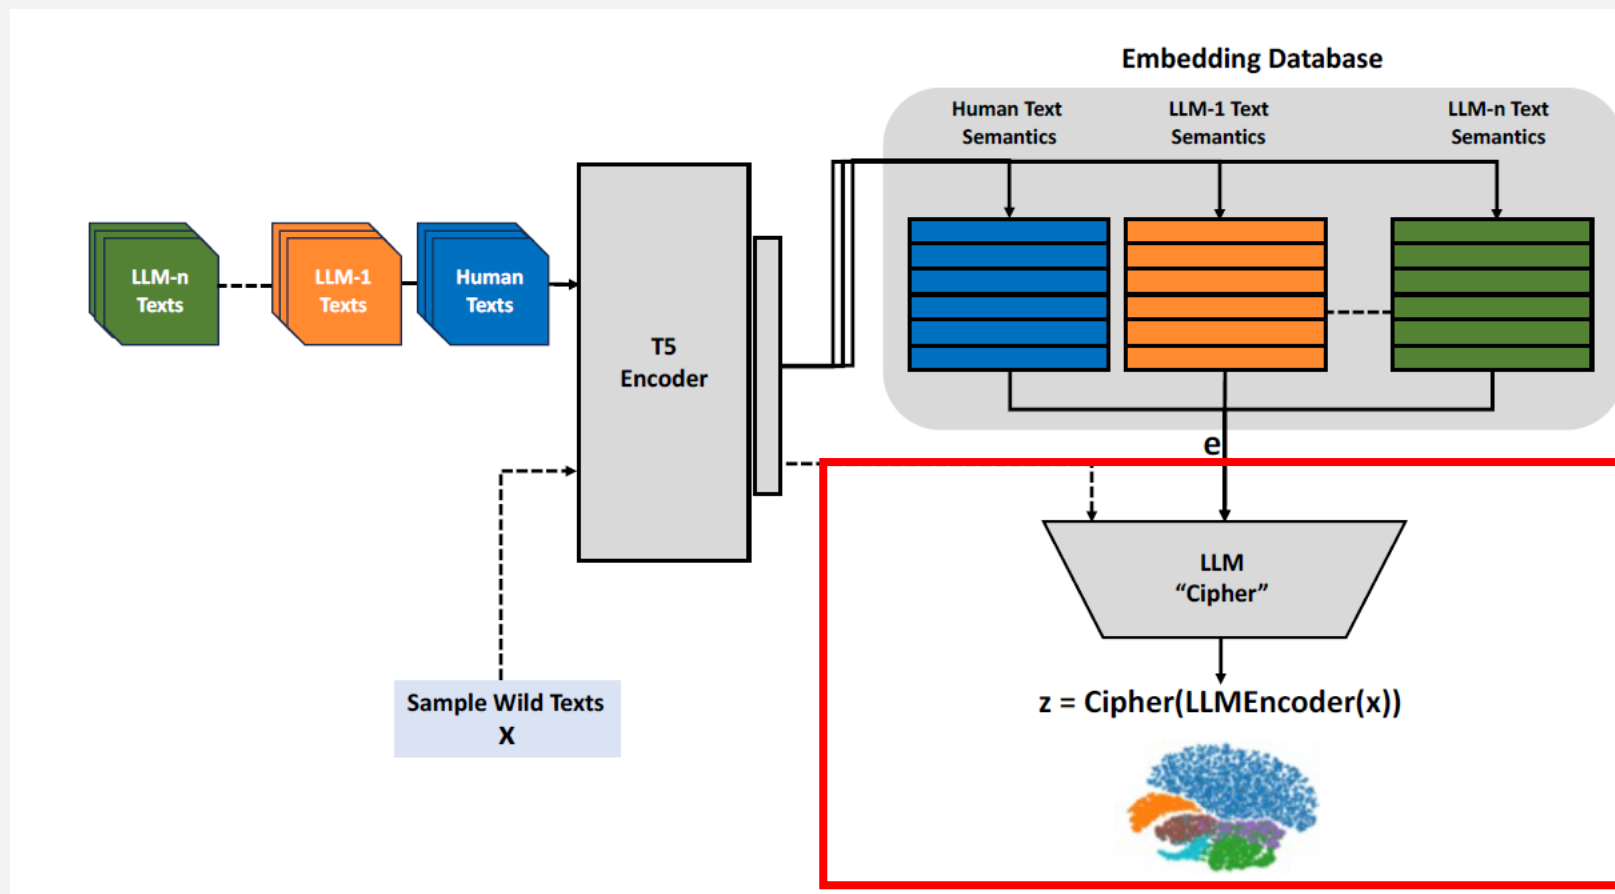 Embedding Database
Human Text
Semantics
LLM-1 Text
Semantics
LLM-n Text
Semantics
LLM-n
Texts
LLM-1
Texts
Human
Texts
T5
Encoder
e
LLM
“Cipher”
z = Cipher(LLMEncoder(x))
Sample Wild Texts
X